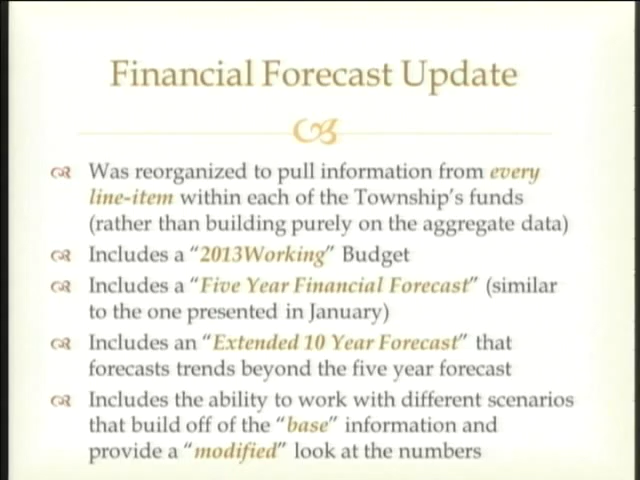 Financial Forecast Update
Was reorganized to pull information from every
line-item within each of the Township's funds
(rather than building purely on the aggregate data)
Includes a "2013Working" Budget
Includes a "Five Year Financial Forecast" (similar
to the one presented in January)
Includes an "Extended 10 Year Forecast" that
forecasts trends beyond the five year forecast
Includes the ability to work with different scenarios
that build off of the "base" information and
provide a "modified" look at the numbers